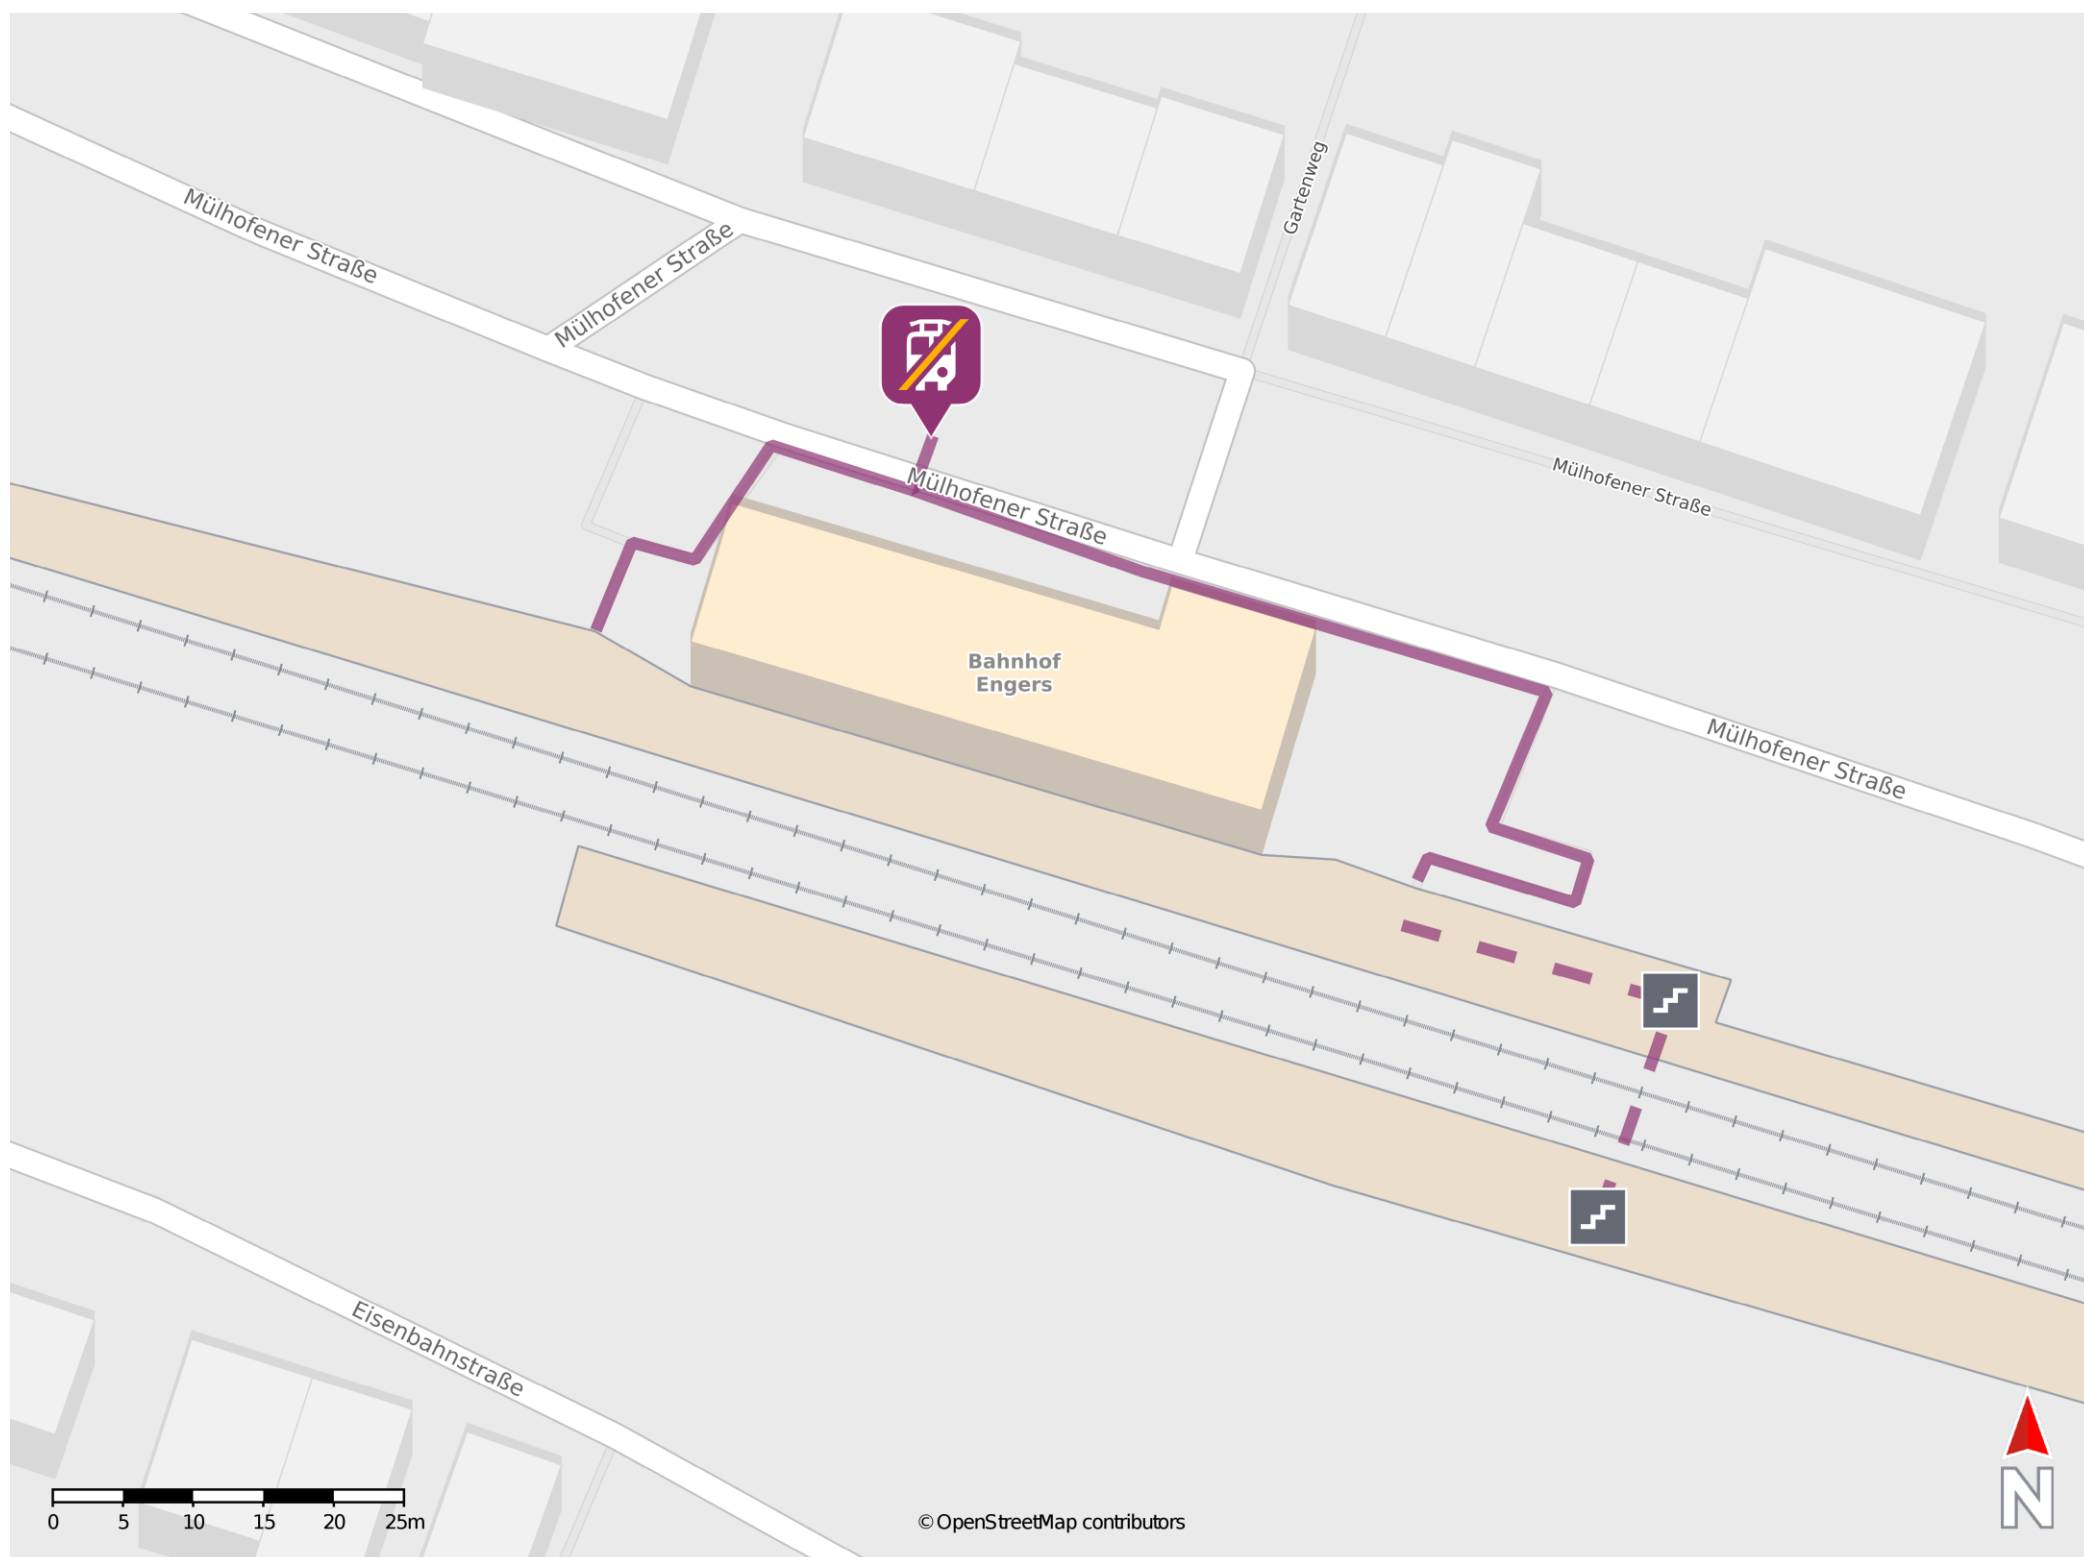 Gartenweg
Mülhofener Straße
Mülhofener Straße
Mülhofener Straße
Mülhofener Straße
Bahnhof
Engers
Mülhofener Straße
Eisenbahnstraße
0 5 10 15 20 25m
© OpenStreetMap contributors
N